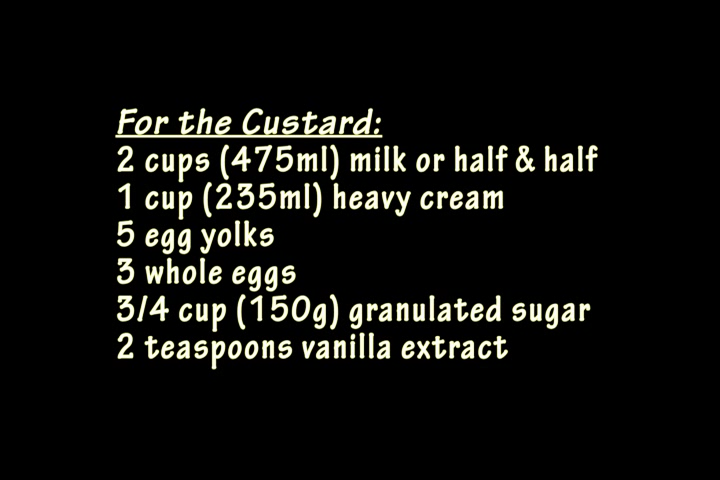 For the Custard:
2 cups (475ml) milk or half & half
1 cup (235ml) heavy cream
5 egg yolks
3 whole eggs
3/4 cup (150g) granulated sugar
2 teaspoons vanilla extract